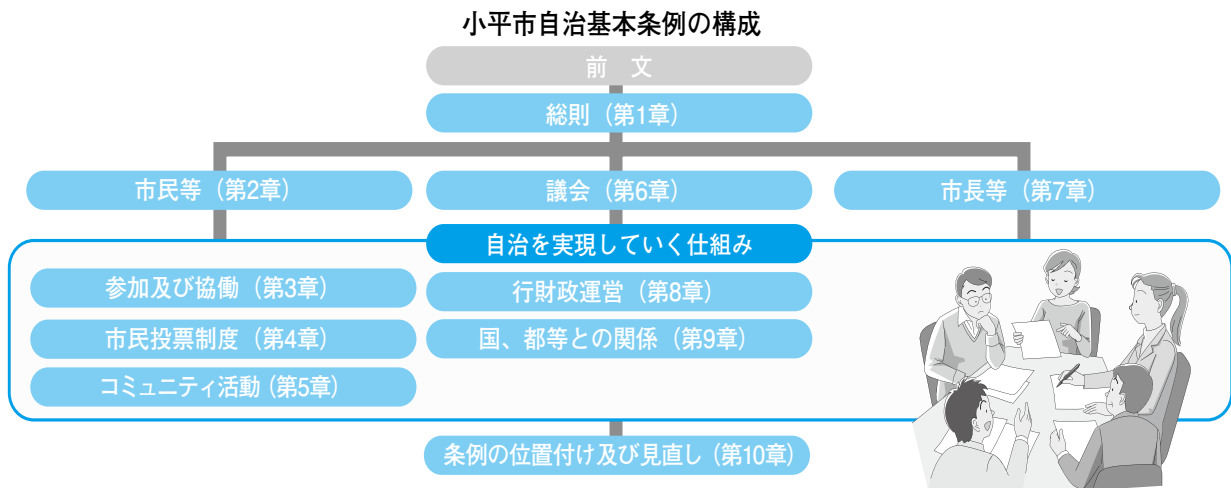 小平市自治基本条例の構成
前　文
総則（第1章）
市民等（第2章）
議会（第6章）
市長等（第7章）
自治を実現していく仕組み
参加及び協働（第3章）
市民投票制度（第4章）
コミュニティ活動（第5章）
行財政運営（第8章）
国、都等との関係（第9章）
条例の位置付け及び見直し（第10章）